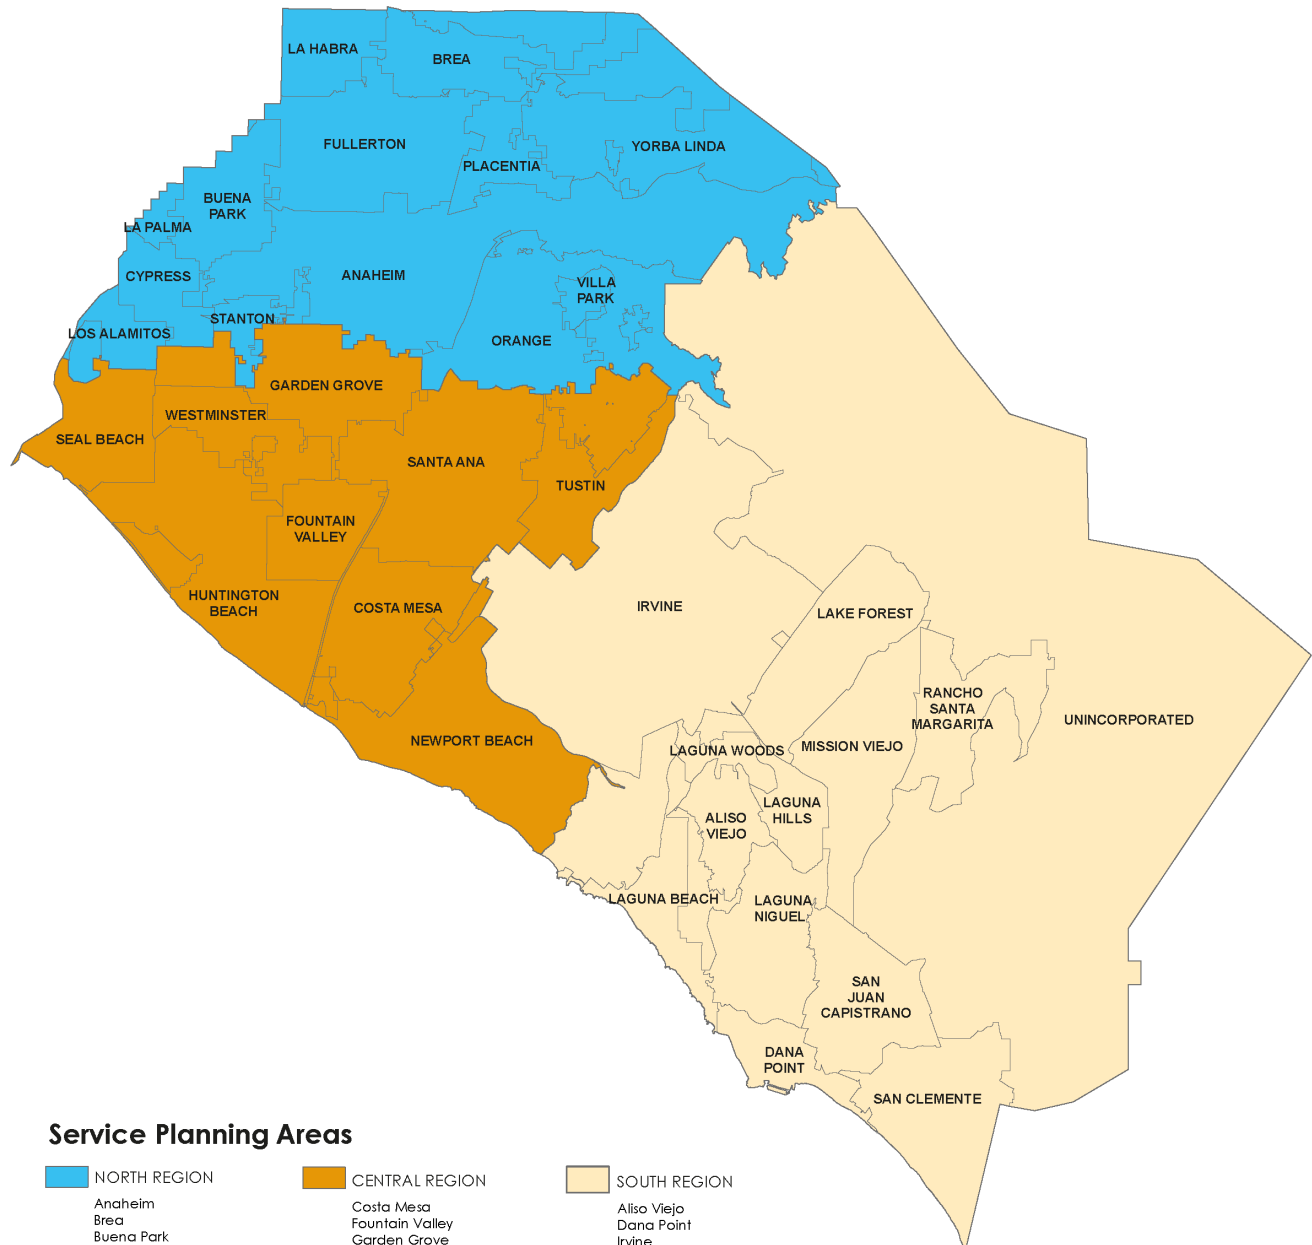 LA HABRA
BREA
FULLERTON
PLACENTIA
YORBA LINDA
BUENA
PARK
LA PALMA
CYPRESS
ANAHEIM
VILLA
PARK
STANTON
LOS ALAMITOS
ORANGE
GARDEN GROVE
WESTMINSTER
SEAL BEACH
SANTA ANA
TUSTIN
FOUNTAIN
VALLEY
HUNTINGTON
BEACH
COSTA MESA
IRVINE
LAKE FOREST
RANCHO
SANTA
MARGARITA
UNINCORPORATED
NEWPORT BEACH
LAGUNA WOODS
MISSION VIEJO
LAGUNA
HILLS
ALISO
VIEJO
LAGUNA BEACH
LAGUNA
NIGUEL
SAN
JUAN
CAPISTRANO
DANA
POINT
SAN CLEMENTE
Service Planning Areas
NORTH REGION
Anaheim
Brea
Buena Park
CENTRAL REGION
Costa Mesa
Fountain Valley
Garden Grove
SOUTH REGION
Aliso Viejo
Dana Point
Irvine